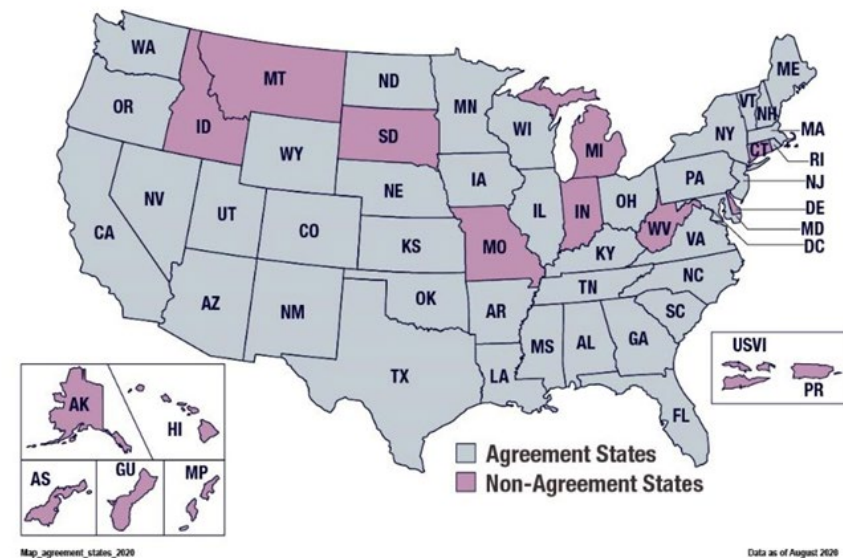 WA
MT
ND
MN
ME
VT
NH
OR
ID
SD
WI
MI
NY
MA
CT
RI
WY
IA
PA
NJ
NE
OH
DE
NV
UT
IL
IN
WV
MD
CA
CO
KS
MO
KY
VA
DC
NC
TN
AZ
NM
OK
AR
SC
MS
AL
GA
USVI
TX
LA
PR
AK
HI
FL
AS
GU
MP
Agreement States
Non-Agreement States
Map_agreement_states_2020
Data as of August 2020